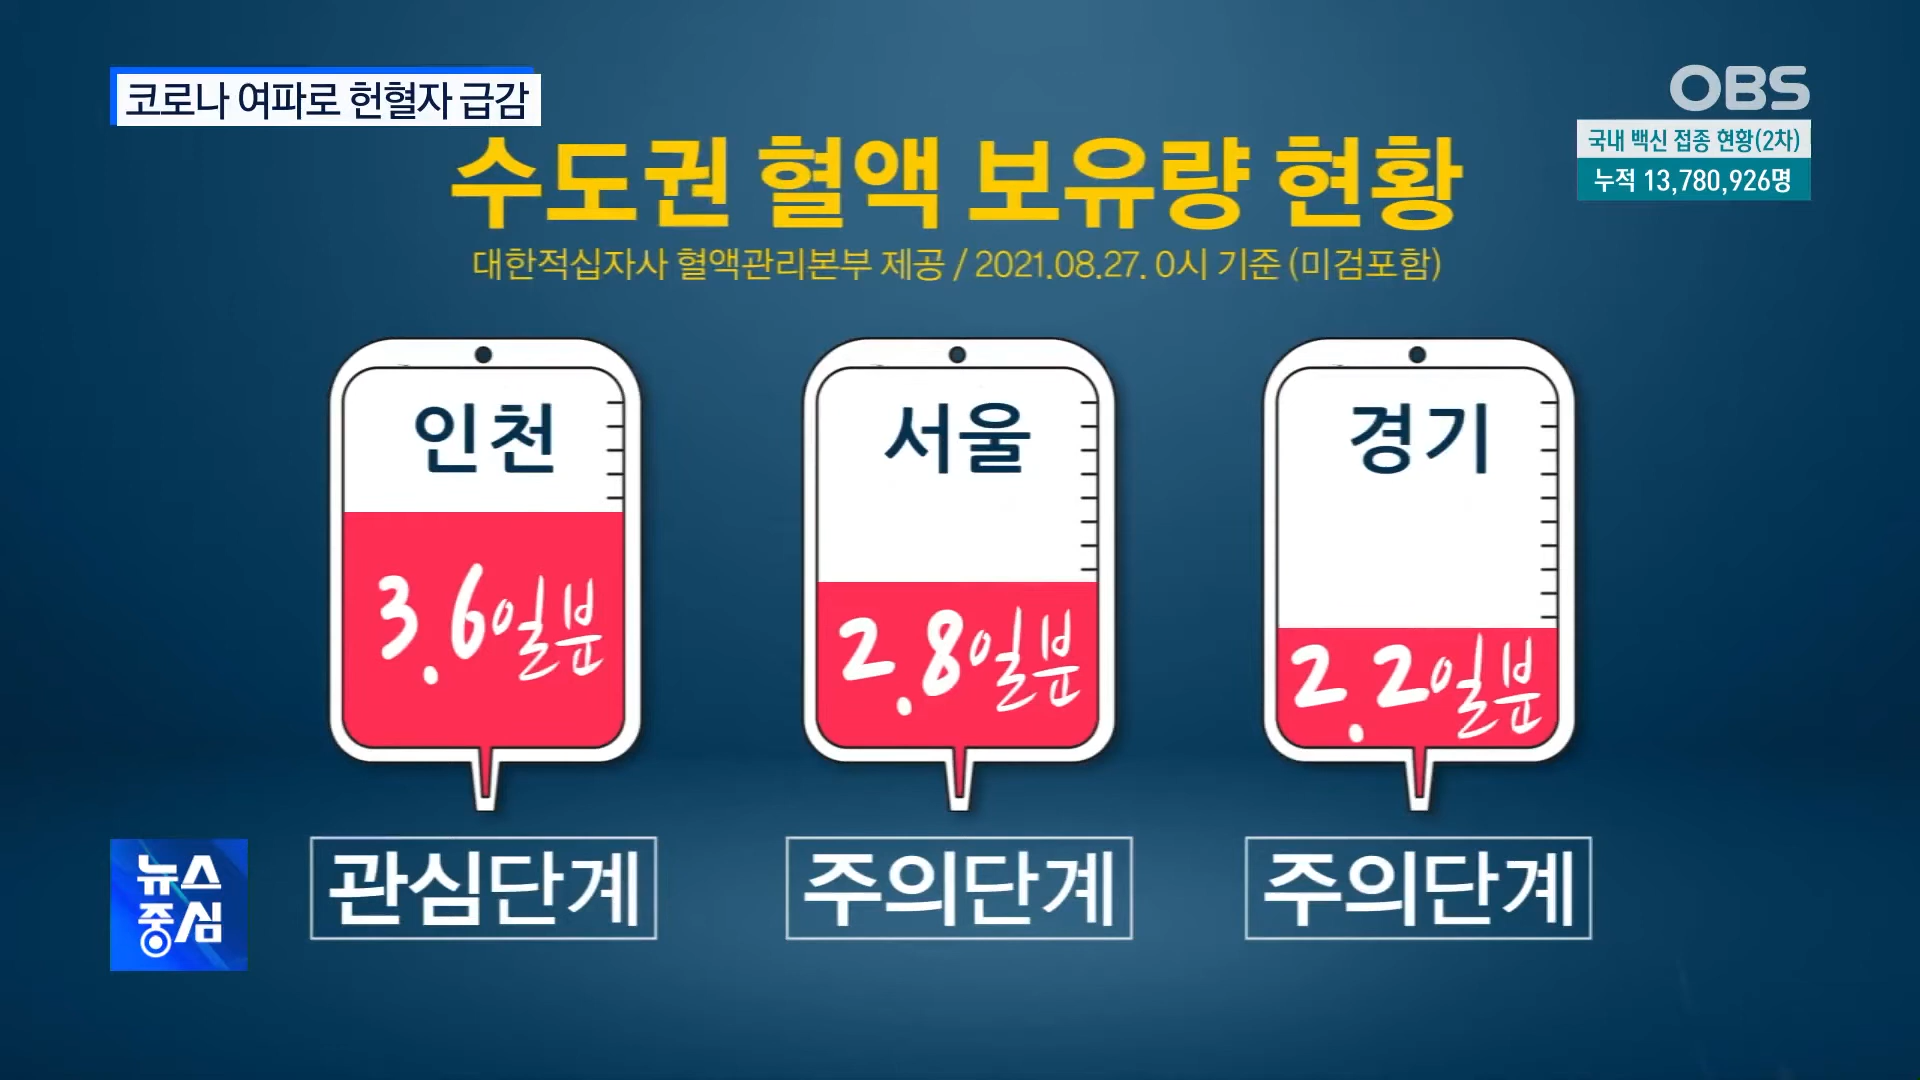 코로나 여파로 헌혈자 급감
OBS
국내 백신 접종 현황(2차)
누적 13,780,926명
수도권 혈액 보유량 현황
대한적십자사 혈액관리본부 제공 / 2021.08.27. 0시 기준 (미검포함)
인천
3.6일분
관심단계
서울
2.8일분
주의단계
경기
2.2일분
주의단계
뉴스
중심